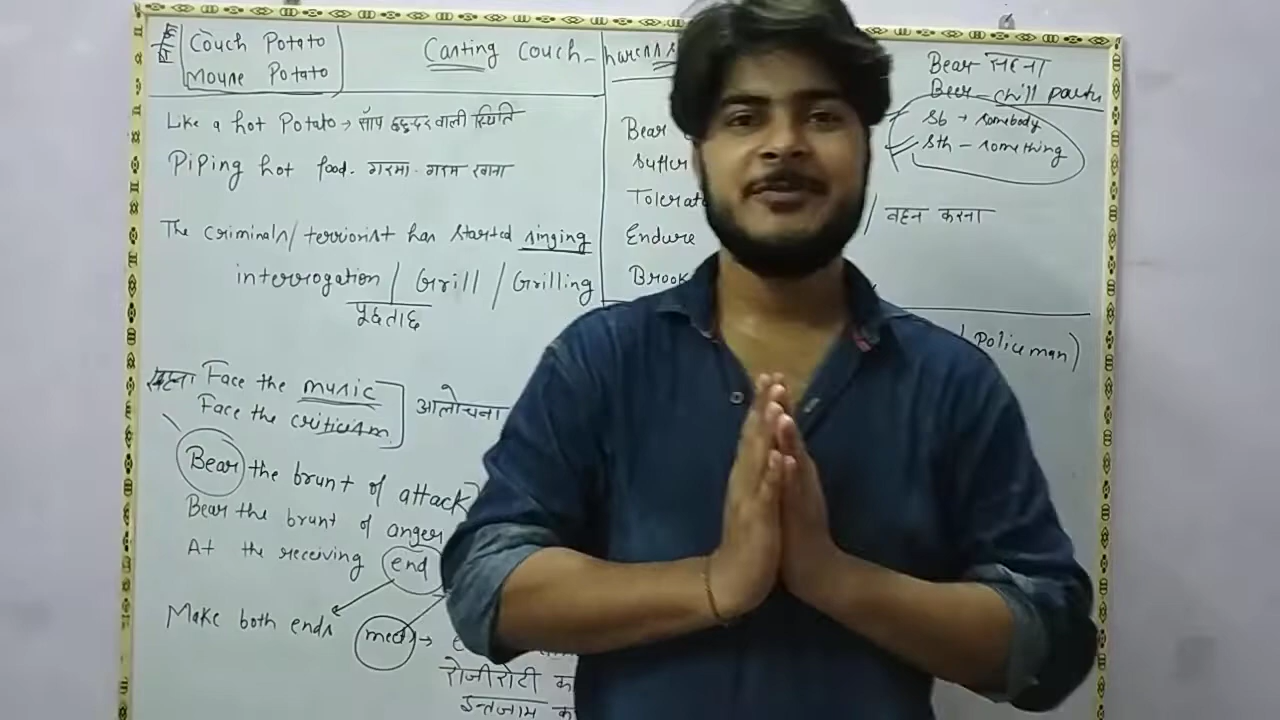 Couch Potato
Mouse Potato
Casting Couch -
Like a hot Potato → साँप छछुंदर वाली स्थिति
Piping hot food. गरमा-गरम खाना
The criminals/terrorist has started singing
interrogation / Grill / Grilling
पूछताछ
Face the music
Face the criticism
आलोचना
Bear the brunt of attack
Bear the brunt of anger
At the receiving end
Make both ends meet →
रोजीरोटी
इन्तजाम
Bear सहना
Beer - chill party
Sb → somebody
Sth - something
Bear
Suffer
Tolerate
Endure
/ वहन करना
Brook
(Policeman)